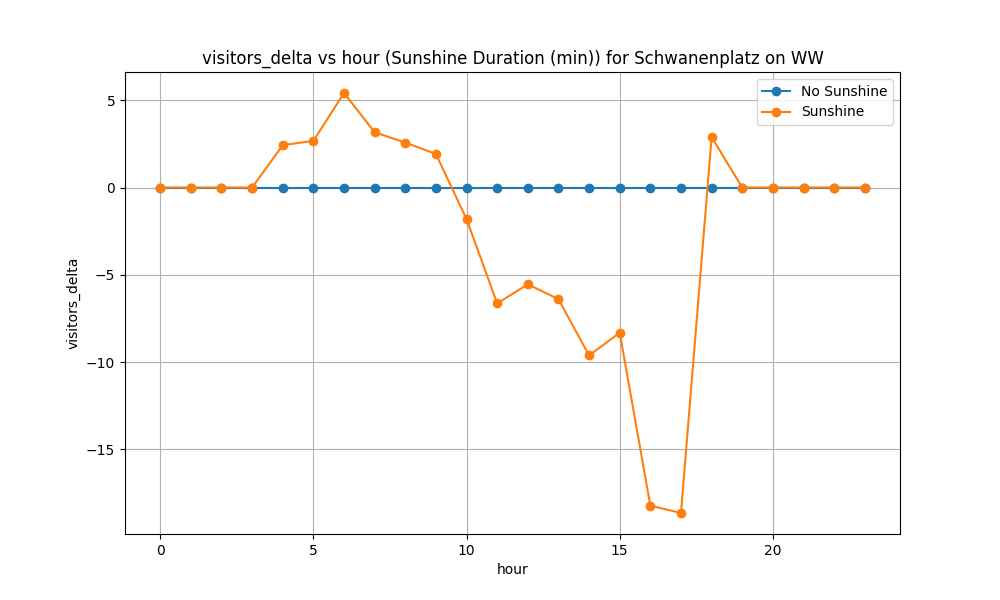 visitors_delta vs hour (Sunshine Duration (min)) for Schwanenplatz on WW
No Sunshine
Sunshine
5
0
−5
−10
−15
visitors_delta
0 5 10 15 20
hour